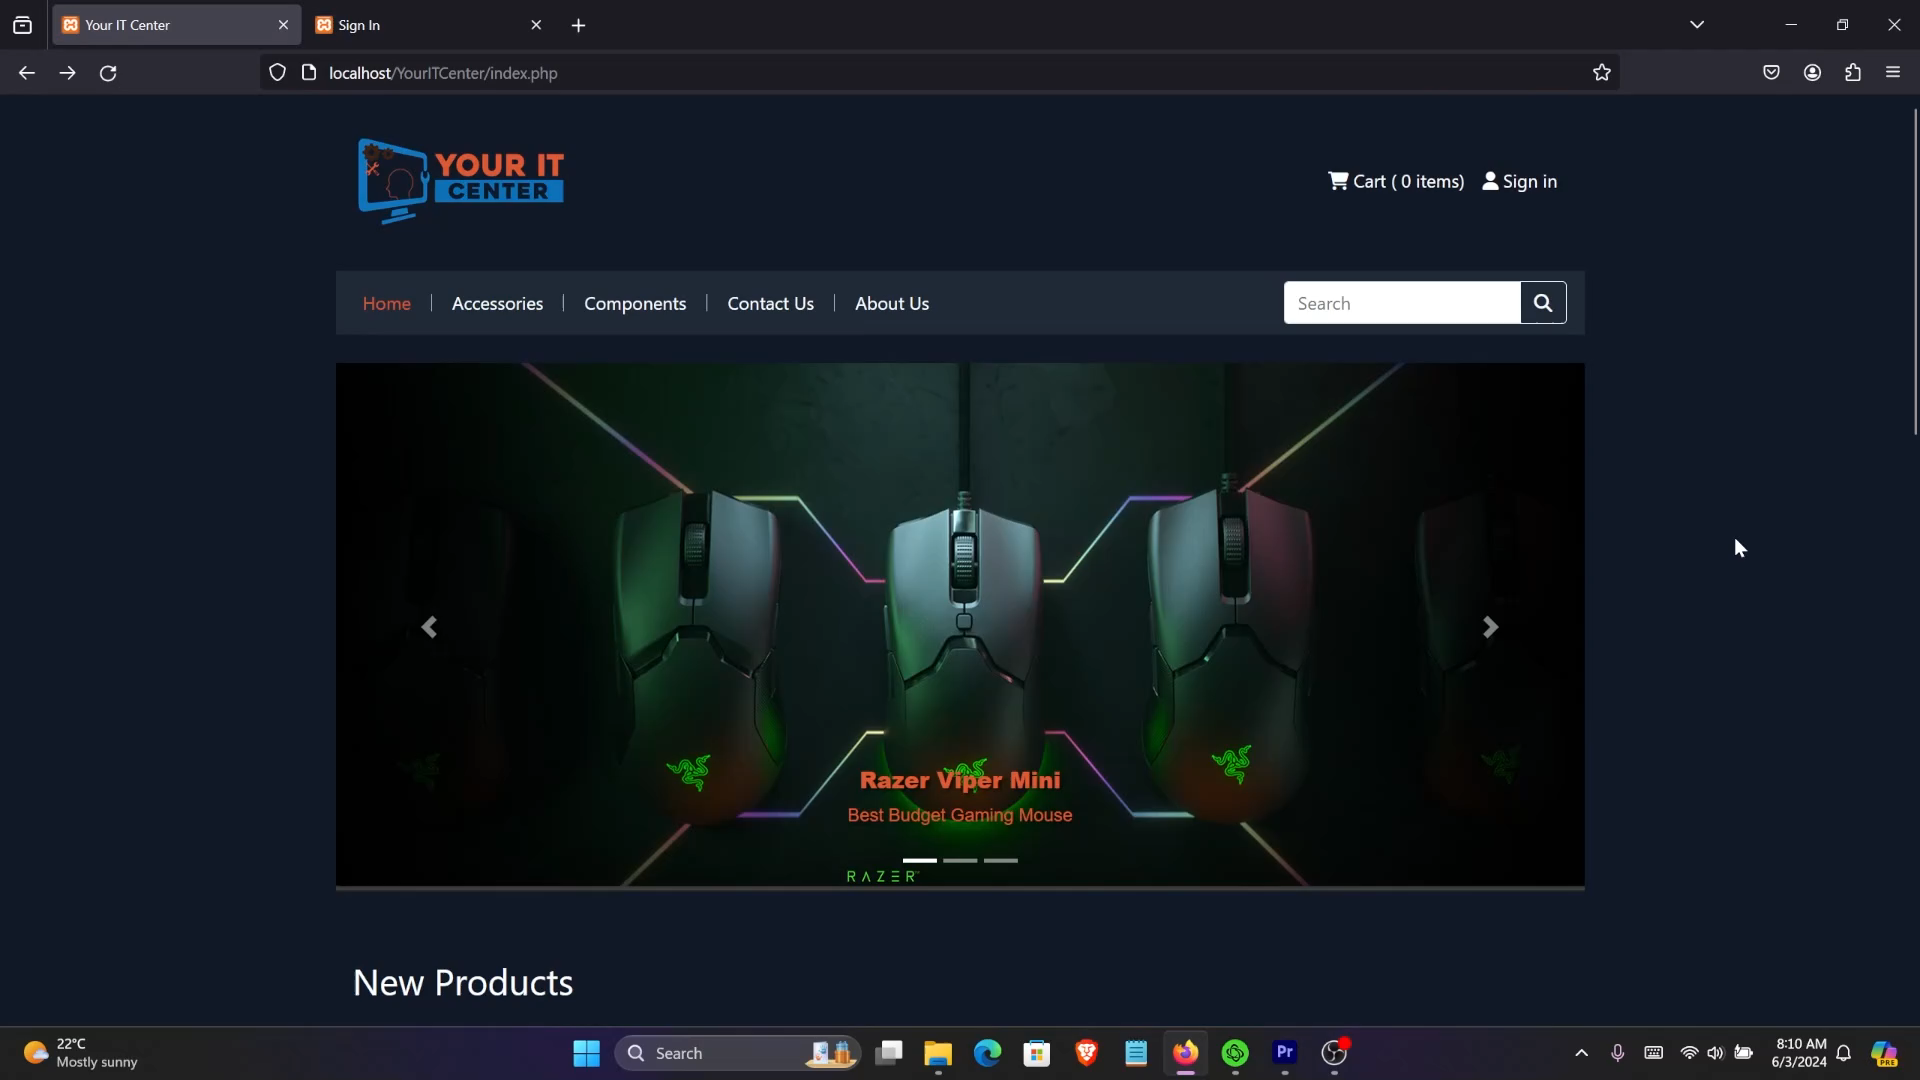 Your IT Center
Sign In
localhost/YourITCenter/index.php
YOUR IT
CENTER
Cart ( 0 items)
Sign in
Home
Accessories
Components
Contact Us
About Us
Search
Razer Viper Mini
Best Budget Gaming Mouse
RAZER
New Products
22°C
Mostly sunny
Search
Pr
8:10 AM
6/3/2024
PRE